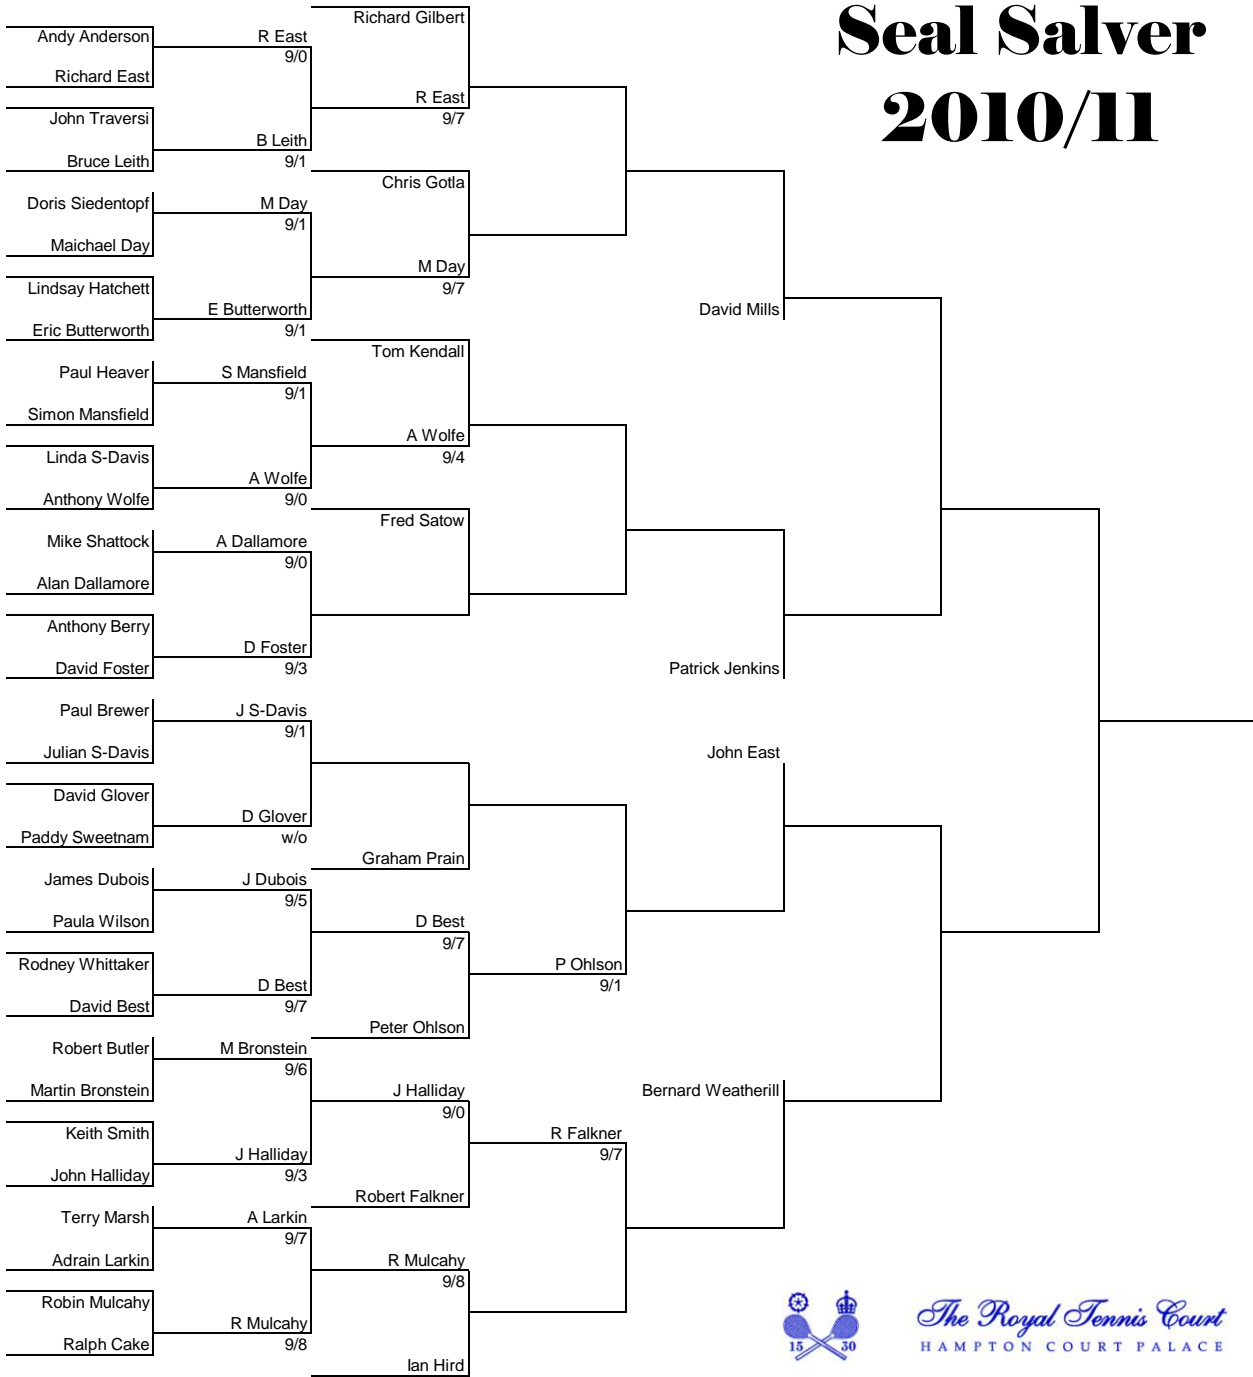 Seal Salver
2010/11
Andy Anderson
Richard East
John Traversi
Bruce Leith
Doris Siedentopf
Maichael Day
Lindsay Hatchett
Eric Butterworth
Paul Heaver
Simon Mansfield
Linda S-Davis
Anthony Wolfe
Mike Shattock
Alan Dallamore
Anthony Berry
David Foster
Paul Brewer
Julian S-Davis
David Glover
Paddy Sweetnam
James Dubois
Paula Wilson
Rodney Whittaker
David Best
Robert Butler
Martin Bronstein
Keith Smith
John Halliday
Terry Marsh
Adrain Larkin
Robin Mulcahy
Ralph Cake
R East
9/0
B Leith
9/1
M Day
9/1
E Butterworth
9/1
S Mansfield
9/1
A Wolfe
9/0
A Dallamore
9/0
D Foster
9/3
J S-Davis
9/1
D Glover
w/o
J Dubois
9/5
D Best
9/7
M Bronstein
9/6
J Halliday
9/3
A Larkin
9/7
R Mulcahy
9/8
Richard Gilbert
R East
9/7
Chris Gotla
M Day
9/7
Tom Kendall
A Wolfe
9/4
Fred Satow
Graham Prain
D Best
9/7
Peter Ohlson
J Halliday
9/0
Robert Falkner
R Mulcahy
9/8
Ian Hird
P Ohlson
9/1
R Falkner
9/7
David Mills
Patrick Jenkins
John East
Bernard Weatherill
15 30
The Royal Tennis Court
HAMPTON COURT PALACE